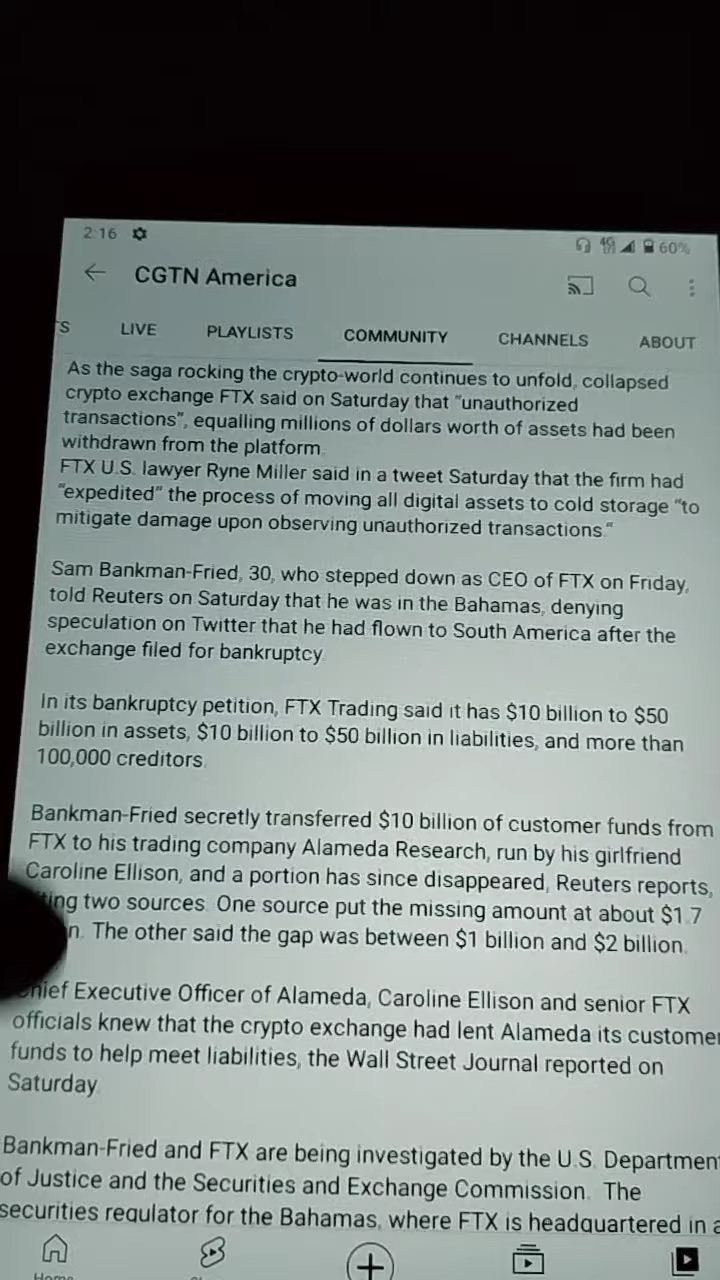 2:16
4G 60%
CGTN America
TS LIVE PLAYLISTS COMMUNITY CHANNELS ABOUT
As the saga rocking the crypto-world continues to unfold, collapsed
crypto exchange FTX said on Saturday that "unauthorized
transactions", equalling millions of dollars worth of assets had been
withdrawn from the platform.
FTX U.S. lawyer Ryne Miller said in a tweet Saturday that the firm had
"expedited" the process of moving all digital assets to cold storage "to
mitigate damage upon observing unauthorized transactions."
Sam Bankman-Fried, 30, who stepped down as CEO of FTX on Friday,
told Reuters on Saturday that he was in the Bahamas, denying
speculation on Twitter that he had flown to South America after the
exchange filed for bankruptcy.
In its bankruptcy petition, FTX Trading said it has $10 billion to $50
billion in assets, $10 billion to $50 billion in liabilities, and more than
100,000 creditors.
Bankman-Fried secretly transferred $10 billion of customer funds from
FTX to his trading company Alameda Research, run by his girlfriend
Caroline Ellison, and a portion has since disappeared, Reuters reports,
ting two sources. One source put the missing amount at about $1.7
n. The other said the gap was between $1 billion and $2 billion.
Chief Executive Officer of Alameda, Caroline Ellison and senior FTX
officials knew that the crypto exchange had lent Alameda its customer
funds to help meet liabilities, the Wall Street Journal reported on
Saturday.
Bankman-Fried and FTX are being investigated by the U.S. Department
of Justice and the Securities and Exchange Commission. The
securities regulator for the Bahamas, where FTX is headquartered in a
Home